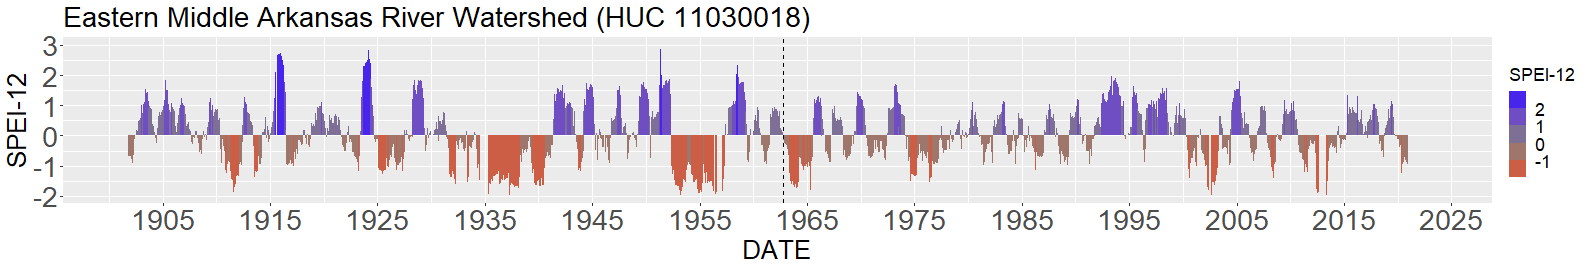 Eastern Middle Arkansas River Watershed (HUC 11030018)
SPEI-12
3
2
1
0
-1
-2
1905 1915 1925 1935 1945 1955 1965 1975 1985 1995 2005 2015 2025
DATE
SPEI-12
2
1
0
-1